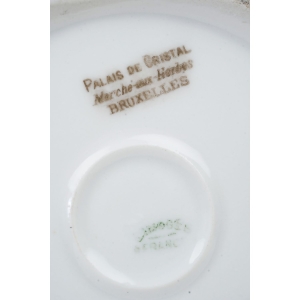 PALAIS DE CRISTAL
Marché-aux-Herbes
BRUXELLES